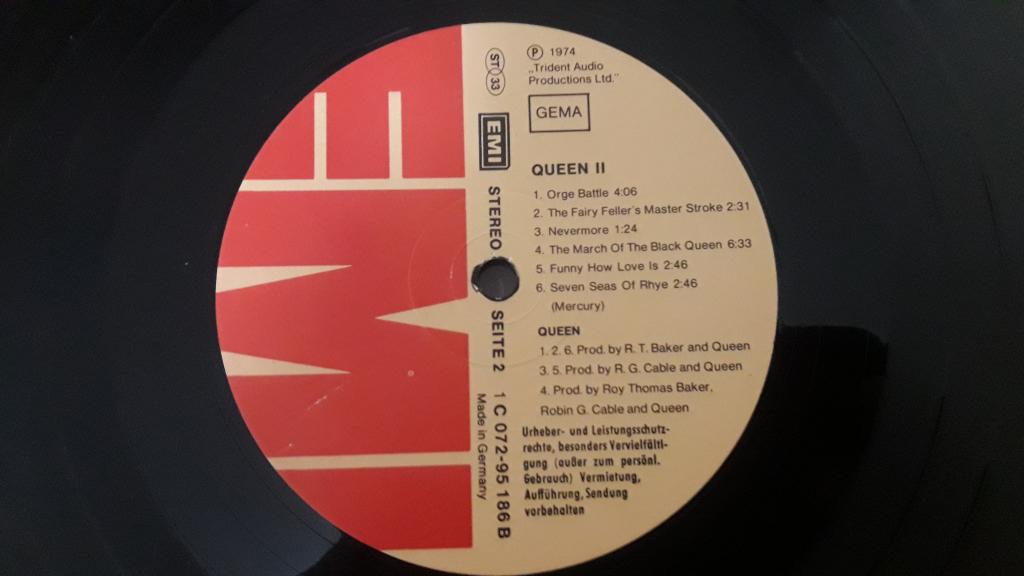 EMI
ST 33
EMI
STEREO
SEITE 2
1 C 072-95 186 B
Made in Germany
Ⓟ 1974
„Trident Audio
Productions Ltd."
GEMA
QUEEN II
1. Orge Battle 4:06
2. The Fairy Feller's Master Stroke 2:31
3. Nevermore 1:24
4. The March Of The Black Queen 6:33
5. Funny How Love Is 2:46
6. Seven Seas Of Rhye 2:46
(Mercury)
QUEEN
1. 2. 6. Prod. by R. T. Baker and Queen
3. 5. Prod. by R. G. Cable and Queen
4. Prod. by Roy Thomas Baker,
Robin G. Cable and Queen
Urheber- und Leistungsschutz-
rechte, besonders Vervielfälti-
gung (außer zum persönl.
Gebrauch) Vermietung,
Aufführung, Sendung
vorbehalten